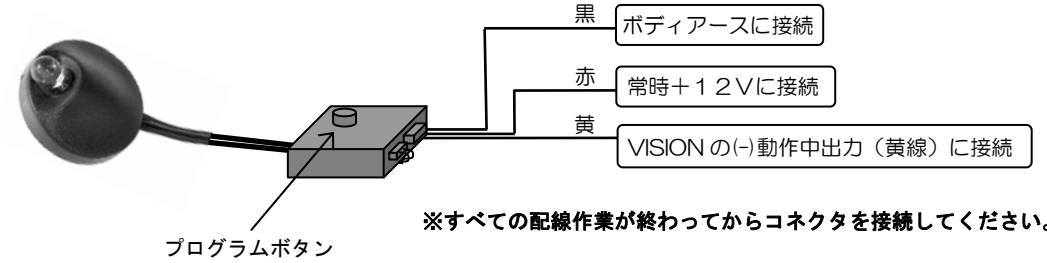 黒
ボディアースに接続
赤
常時＋１２Ｖに接続
黄
VISION の(-)動作中出力（黄線）に接続
※すべての配線作業が終わってからコネクタを接続してください。
プログラムボタン